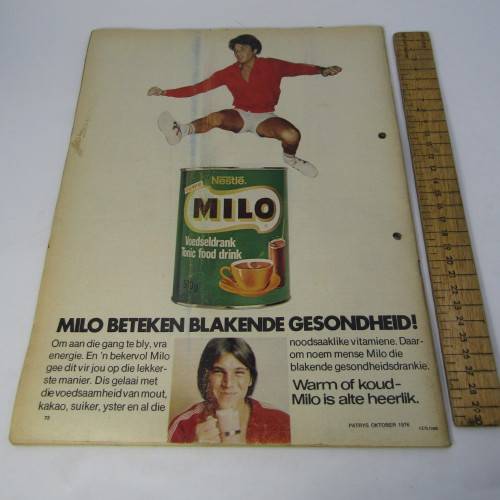 Nestlé.
MILO
Voedseldrank
Tonic food drink
500g
MILO BETEKEN BLAKENDE GESONDHEID!
Om aan die gang te bly, vra
energie. En 'n bekervol Milo
gee dit vir jou op die lekker-
ste manier. Dis gelaai met
die voedsaamheid van mout,
kakao, suiker, yster en al die
noodsaaklike vitamiene. Daar-
om noem mense Milo die
blakende gesondheidsdrankie.
Warm of koud-
Milo is alte heerlik.
72
PATRYS OKTOBER 1976